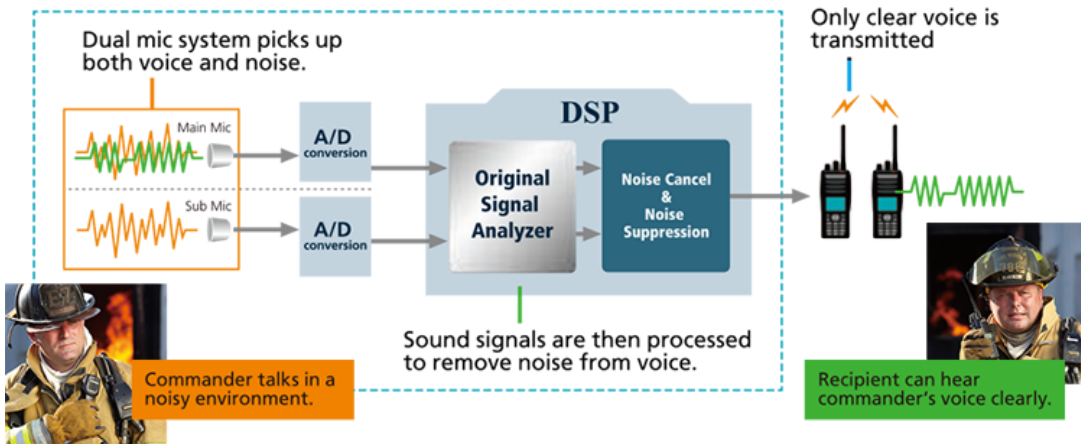 Dual mic system picks up
both voice and noise.
Only clear voice is
transmitted
Main Mic
A/D
conversion
DSP
Original
Signal
Analyzer
Noise Cancel
&
Noise
Suppression
Sub Mic
A/D
conversion
Sound signals are then processed
to remove noise from voice.
Commander talks in a
noisy environment.
Recipient can hear
commander's voice clearly.